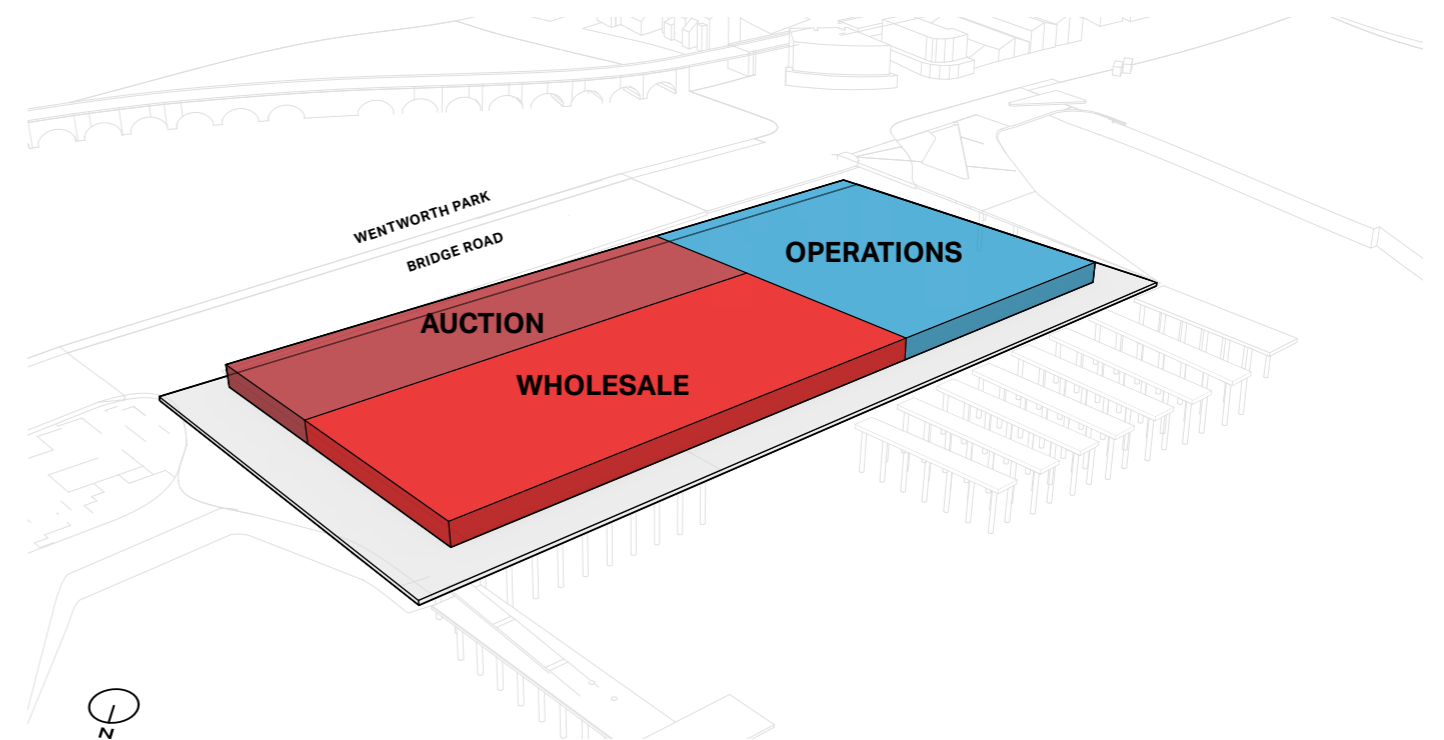 WENTWORTH PARK
BRIDGE ROAD
OPERATIONS
AUCTION
WHOLESALE
N